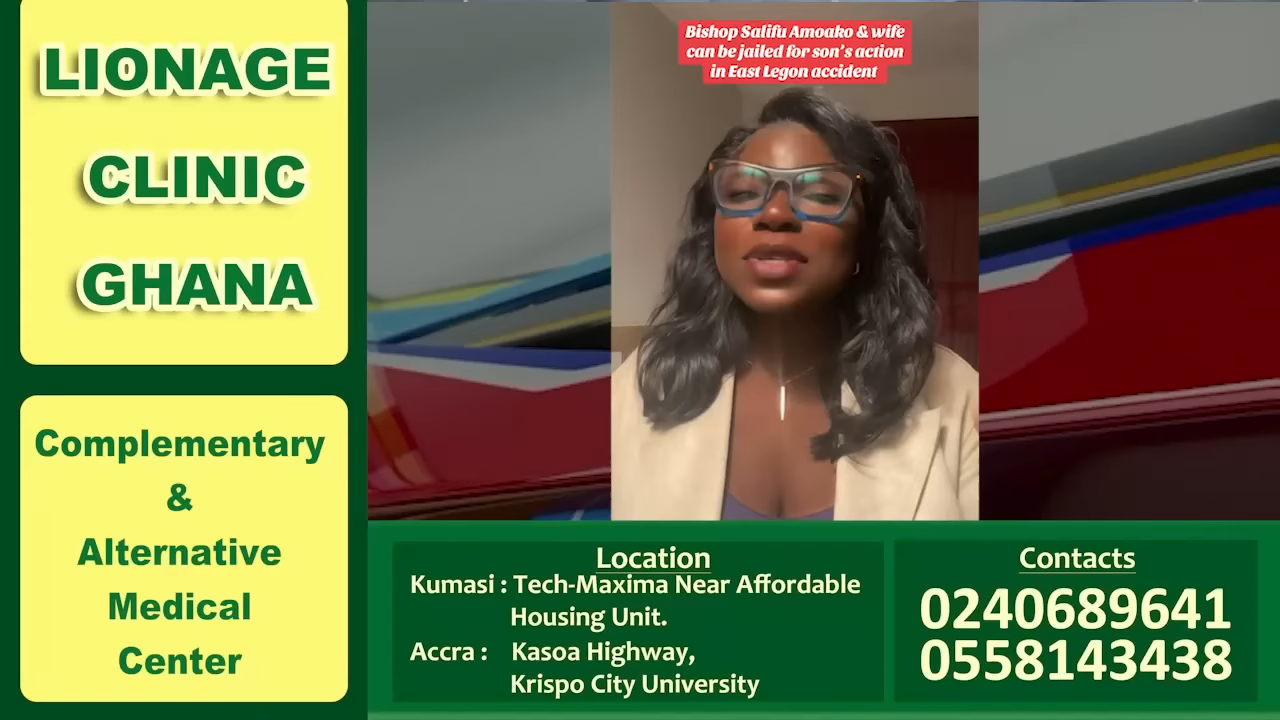 LIONAGE
CLINIC
GHANA
Complementary
&
Alternative
Medical
Center
Bishop Salifu Amoako & wife
can be jailed for son's action
in East Legon accident
Location
Kumasi : Tech-Maxima Near Affordable
Housing Unit.
Accra : Kasoa Highway,
Krispo City University
Contacts
0240689641
0558143438